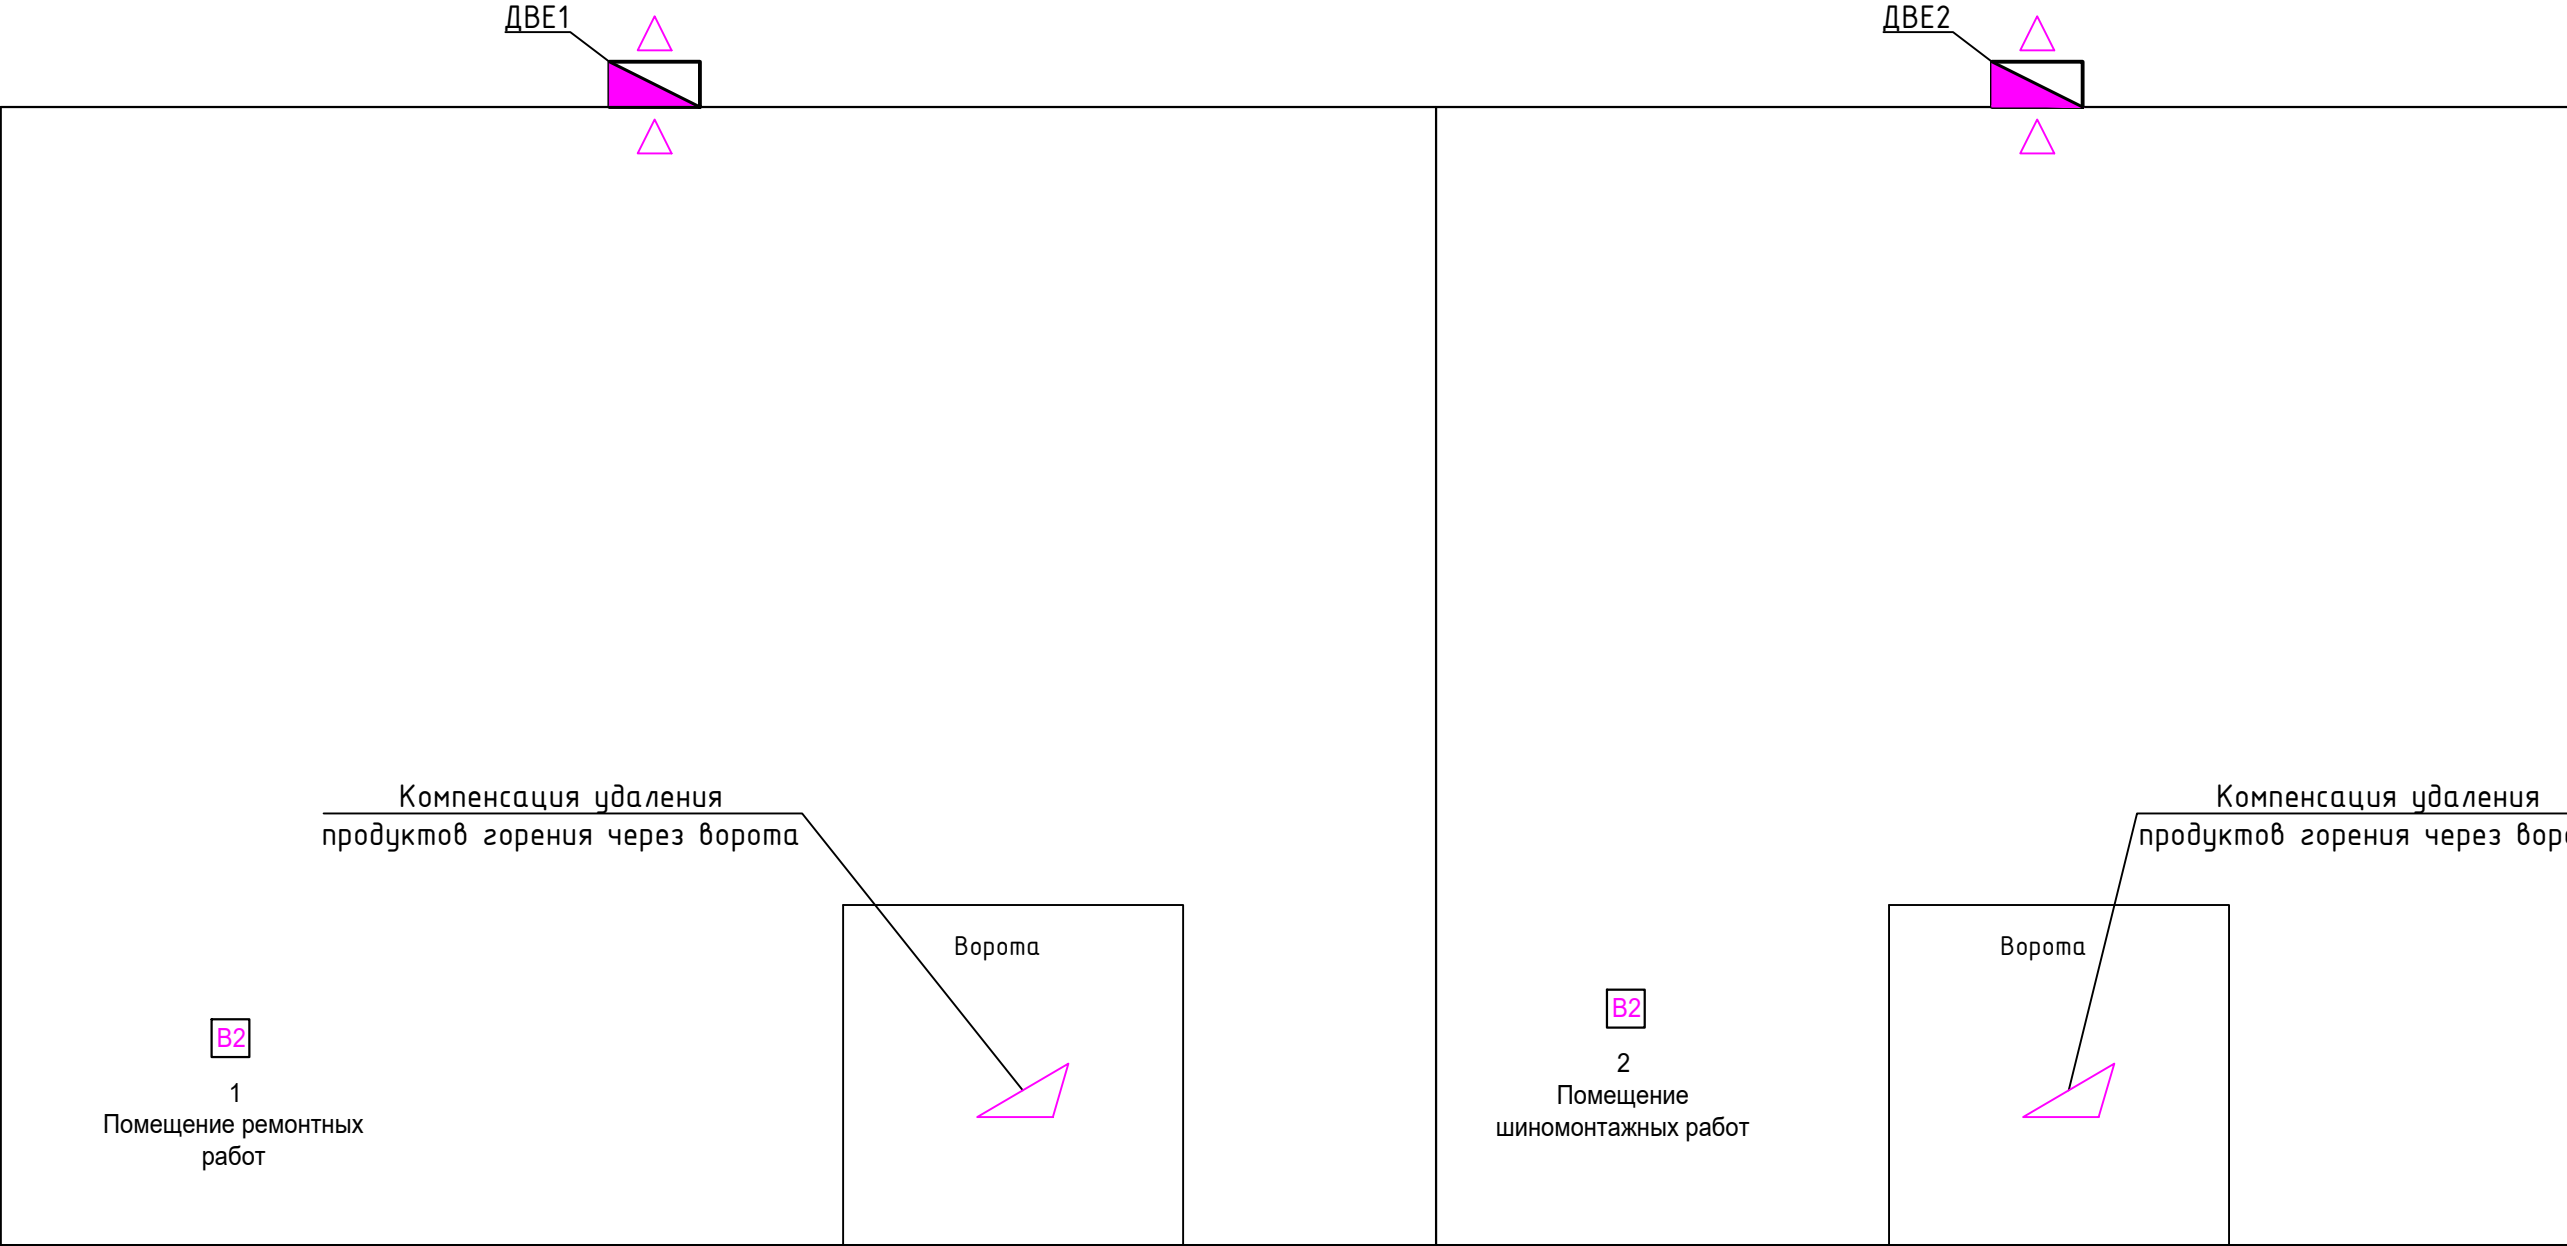 ДВЕ1
ДВЕ2
Компенсация удаления
продуктов горения через ворота
Компенсация удаления
продуктов горения через
Ворота
Ворота
В2
1
Помещение ремонтных
работ
В2
2
Помещение
шиномонтажных работ